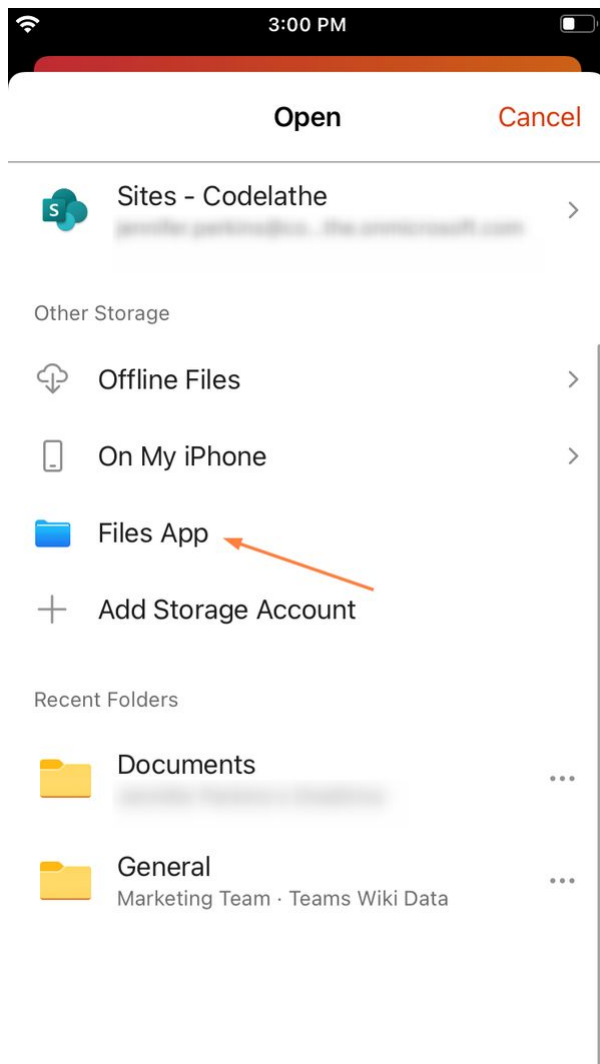 3:00 PM
Open
Cancel
S
Sites - Codelathe
Other Storage
Offline Files
On My iPhone
Files App
Add Storage Account
Recent Folders
Documents
General
Marketing Team · Teams Wiki Data